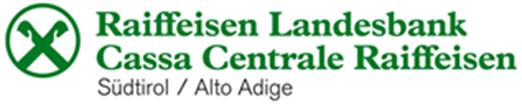 Raiffeisen Landesbank
Cassa Centrale Raiffeisen
Südtirol / Alto Adige